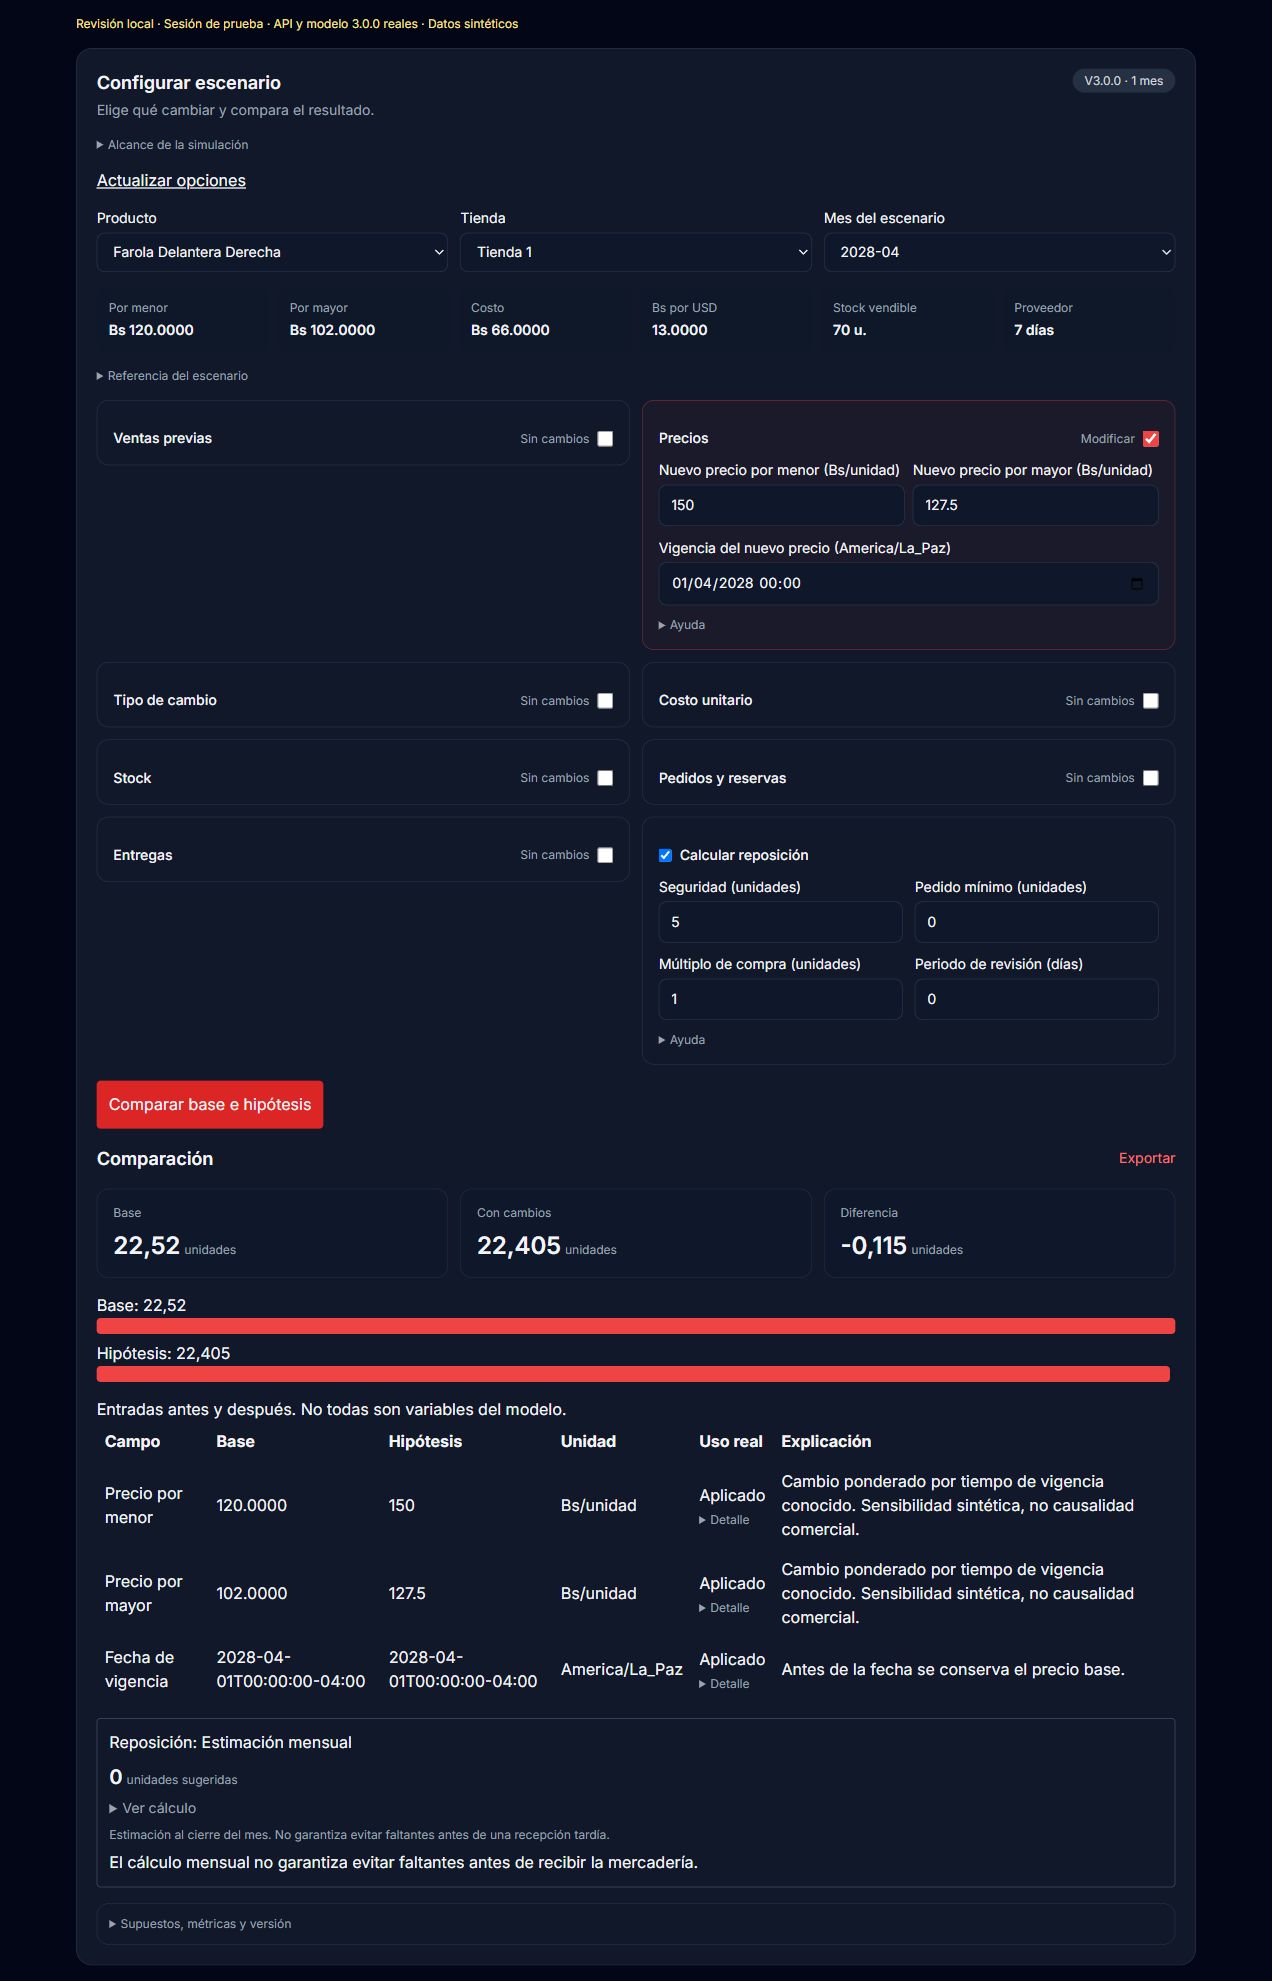 Revisión local · Sesión de prueba · API y modelo 3.0.0 reales · Datos sintéticos
Configurar escenario
V3.0.0 · 1 mes
Elige qué cambiar y compara el resultado.
Alcance de la simulación
Actualizar opciones
Producto Tienda Mes del escenario
Farola Delantera Derecha Tienda 1 2028-04
Por menor Por mayor Costo Bs por USD Stock vendible Proveedor
Bs 120.0000 Bs 102.0000 Bs 66.0000 13.0000 70 u. 7 días
Referencia del escenario
Ventas previas Sin cambios
Precios Modificar
Nuevo precio por menor (Bs/unidad) Nuevo precio por mayor (Bs/unidad)
150 127.5
Vigencia del nuevo precio (America/La_Paz)
01/04/2028 00:00
Ayuda
Tipo de cambio Sin cambios
Costo unitario Sin cambios
Stock Sin cambios
Pedidos y reservas Sin cambios
Entregas Sin cambios
Calcular reposición
Seguridad (unidades) Pedido mínimo (unidades)
5 0
Múltiplo de compra (unidades) Periodo de revisión (días)
1 0
Ayuda
Comparar base e hipótesis
Comparación Exportar
Base Con cambios Diferencia
22,52 unidades 22,405 unidades -0,115 unidades
Base: 22,52
Hipótesis: 22,405
Entradas antes y después. No todas son variables del modelo.
Campo Base Hipótesis Unidad Uso real Explicación
Precio por menor 120.0000 150 Bs/unidad Aplicado Detalle Cambio ponderado por tiempo de vigencia conocido. Sensibilidad sintética, no causalidad comercial.
Precio por mayor 102.0000 127.5 Bs/unidad Aplicado Detalle Cambio ponderado por tiempo de vigencia conocido. Sensibilidad sintética, no causalidad comercial.
Fecha de vigencia 2028-04-01T00:00:00-04:00 2028-04-01T00:00:00-04:00 America/La_Paz Aplicado Detalle Antes de la fecha se conserva el precio base.
Reposición: Estimación mensual
0 unidades sugeridas
Ver cálculo
Estimación al cierre del mes. No garantiza evitar faltantes antes de una recepción tardía.
El cálculo mensual no garantiza evitar faltantes antes de recibir la mercadería.
Supuestos, métricas y versión